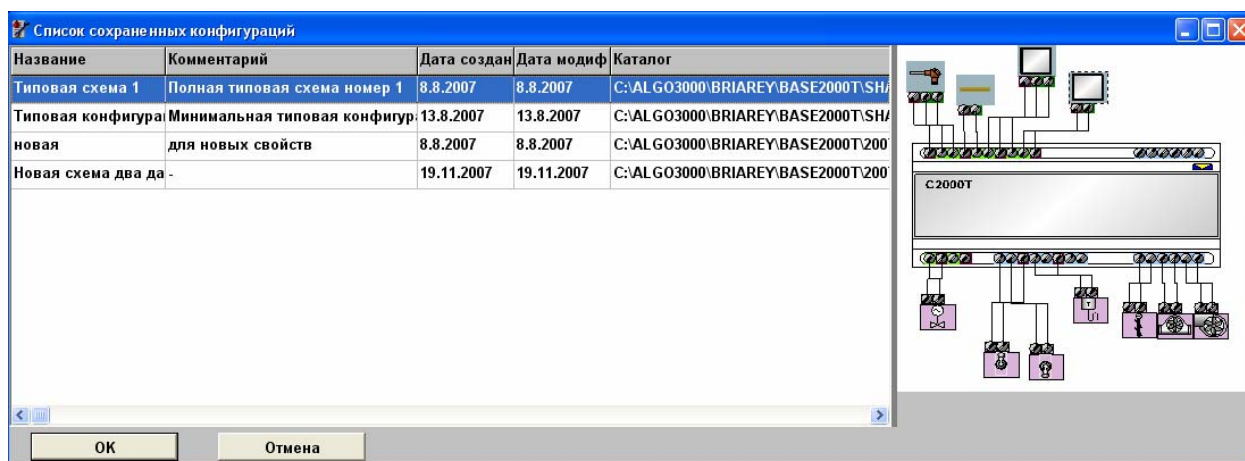 Список сохраненных конфигураций
Название Комментарий Дата создан Дата модиф Каталог
Типовая схема 1 Полная типовая схема номер 1 8.8.2007 8.8.2007 C:\ALGO3000\BRIAREY\BASE2000T\SHA
Типовая конфигура Минимальная типовая конфигур 13.8.2007 13.8.2007 C:\ALGO3000\BRIAREY\BASE2000T\SHA
новая для новых свойств 8.8.2007 8.8.2007 C:\ALGO3000\BRIAREY\BASE2000T\200
Новая схема два да - 19.11.2007 19.11.2007 C:\ALGO3000\BRIAREY\BASE2000T\200
C2000T
T
OK Отмена